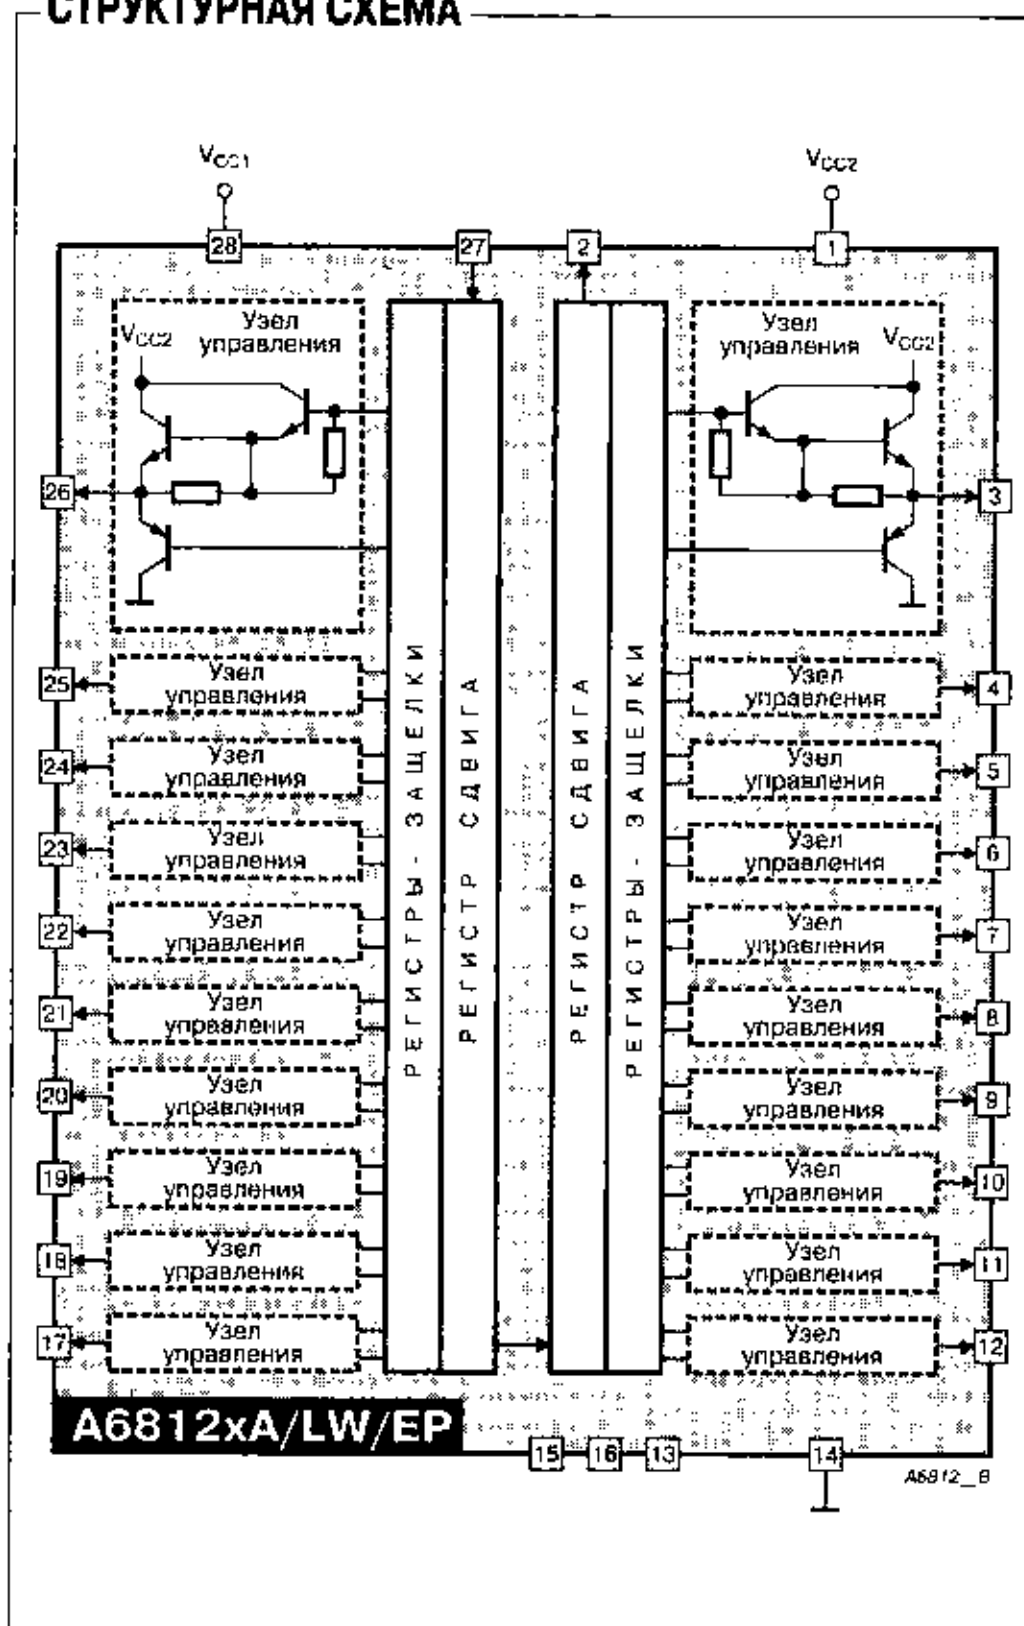 СТРУКТУРНАЯ СХЕМА
VCC1
VCC2
28
27
2
1
Узел
управления
VCC2
Узел
управления
VCC2
26
3
25
Узел
управления
Узел
управления
4
24
Узел
управления
Узел
управления
5
23
Узел
управления
Узел
управления
6
22
Узел
управления
Узел
управления
7
21
Узел
управления
Узел
управления
8
20
Узел
управления
Узел
управления
9
19
Узел
управления
Узел
управления
10
18
Узел
управления
Узел
управления
11
17
Узел
управления
Узел
управления
12
РЕГИСТРЫ-ЗАЩЕЛКИ
РЕГИСТР СДВИГА
РЕГИСТР СДВИГА
РЕГИСТРЫ-ЗАЩЕЛКИ
A6812xA/LW/EP
15
16
13
14
A6812_B